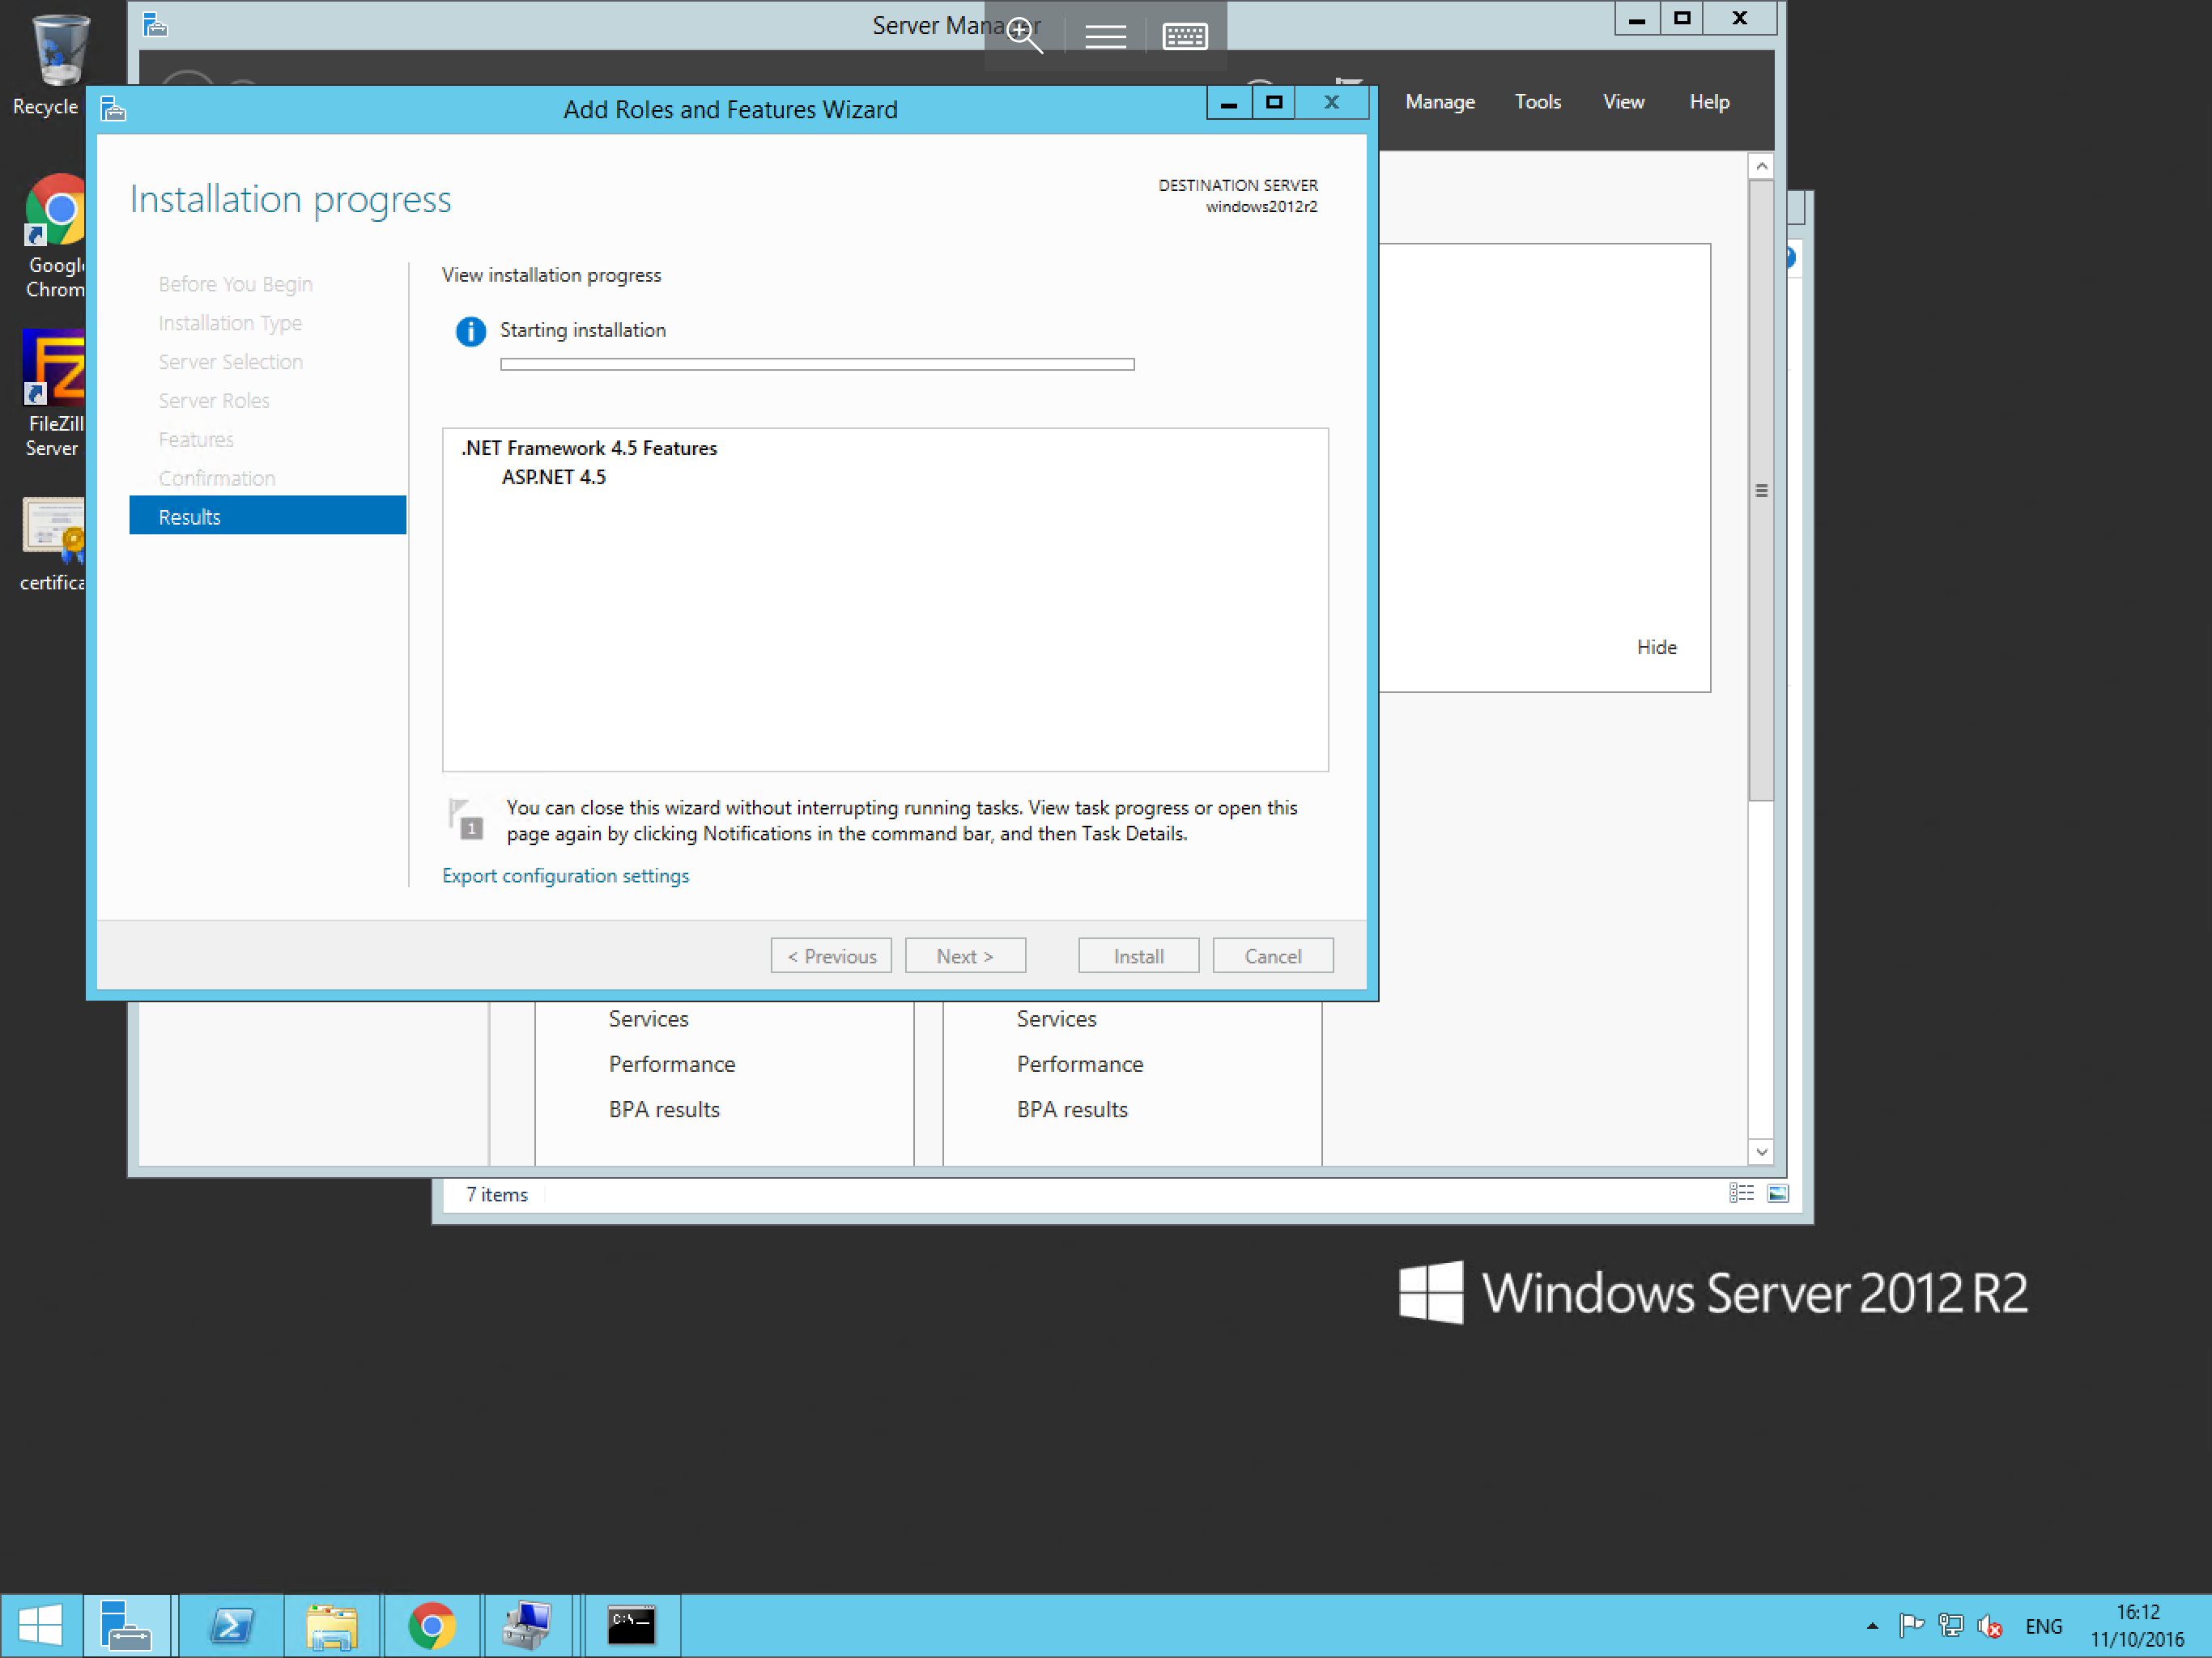 Server Manager
Manage
Tools
View
Help
Recycle
Add Roles and Features Wizard
Installation progress
DESTINATION SERVER
windows2012r2
Before You Begin
Installation Type
Server Selection
Server Roles
Features
Confirmation
Results
View installation progress
Starting installation
.NET Framework 4.5 Features
ASP.NET 4.5
1
You can close this wizard without interrupting running tasks. View task progress or open this
page again by clicking Notifications in the command bar, and then Task Details.
Export configuration settings
< Previous
Next >
Install
Cancel
Hide
Googl
Chrom
FileZill
Server
certifica
Services
Performance
BPA results
Services
Performance
BPA results
7 items
Windows Server 2012 R2
C:\_
ENG
16:12
11/10/2016